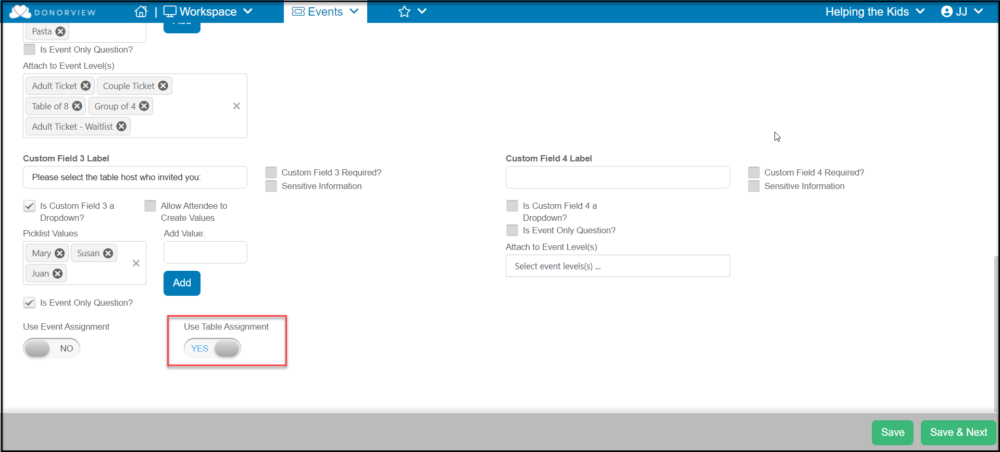 DONORVIEW | Workspace Events Helping the Kids JJ
Pasta
Add
Is Event Only Question?
Attach to Event Level(s)
Adult Ticket Couple Ticket
Table of 8 Group of 4
Adult Ticket - Waitlist
Custom Field 3 Label
Please select the table host who invited you:
Custom Field 3 Required?
Sensitive Information
Is Custom Field 3 a
Dropdown?
Allow Attendee to
Create Values
Picklist Values
Add Value:
Mary Susan
Juan
Add
Is Event Only Question?
Custom Field 4 Label
Custom Field 4 Required?
Sensitive Information
Is Custom Field 4 a
Dropdown?
Is Event Only Question?
Attach to Event Level(s)
Select event levels(s) ...
Use Event Assignment
NO
Use Table Assignment
YES
Save
Save & Next